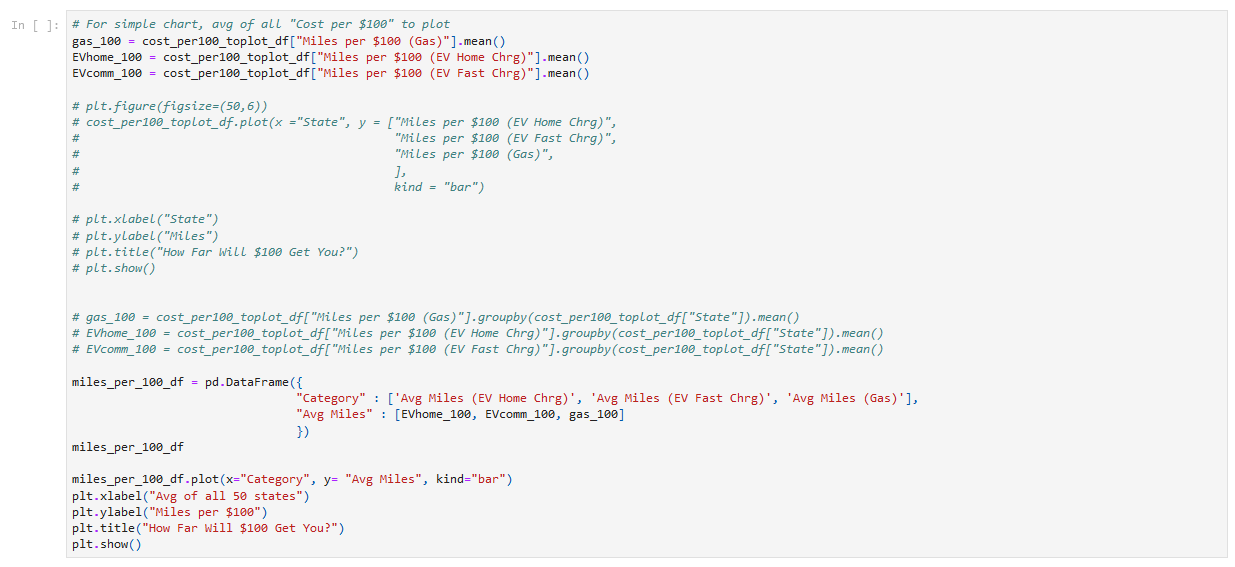 In [ ]: # For simple chart, avg of all "Cost per $100" to plot
gas_100 = cost_per100_toplot_df["Miles per $100 (Gas)"].mean()
EVhome_100 = cost_per100_toplot_df["Miles per $100 (EV Home Chrg)"].mean()
EVcomm_100 = cost_per100_toplot_df["Miles per $100 (EV Fast Chrg)"].mean()
# plt.figure(figsize=(50,6))
# cost_per100_toplot_df.plot(x ="State", y = ["Miles per $100 (EV Home Chrg)",
# "Miles per $100 (EV Fast Chrg)",
# "Miles per $100 (Gas)",
# ],
# kind = "bar")
# plt.xlabel("State")
# plt.ylabel("Miles")
# plt.title("How Far Will $100 Get You?")
# plt.show()
# gas_100 = cost_per100_toplot_df["Miles per $100 (Gas)"].groupby(cost_per100_toplot_df["State"]).mean()
# EVhome_100 = cost_per100_toplot_df["Miles per $100 (EV Home Chrg)"].groupby(cost_per100_toplot_df["State"]).mean()
# EVcomm_100 = cost_per100_toplot_df["Miles per $100 (EV Fast Chrg)"].groupby(cost_per100_toplot_df["State"]).mean()
miles_per_100_df = pd.DataFrame({
"Category" : ['Avg Miles (EV Home Chrg)', 'Avg Miles (EV Fast Chrg)', 'Avg Miles (Gas)'],
"Avg Miles" : [EVhome_100, EVcomm_100, gas_100]
})
miles_per_100_df
miles_per_100_df.plot(x="Category", y= "Avg Miles", kind="bar")
plt.xlabel("Avg of all 50 states")
plt.ylabel("Miles per $100")
plt.title("How Far Will $100 Get You?")
plt.show()